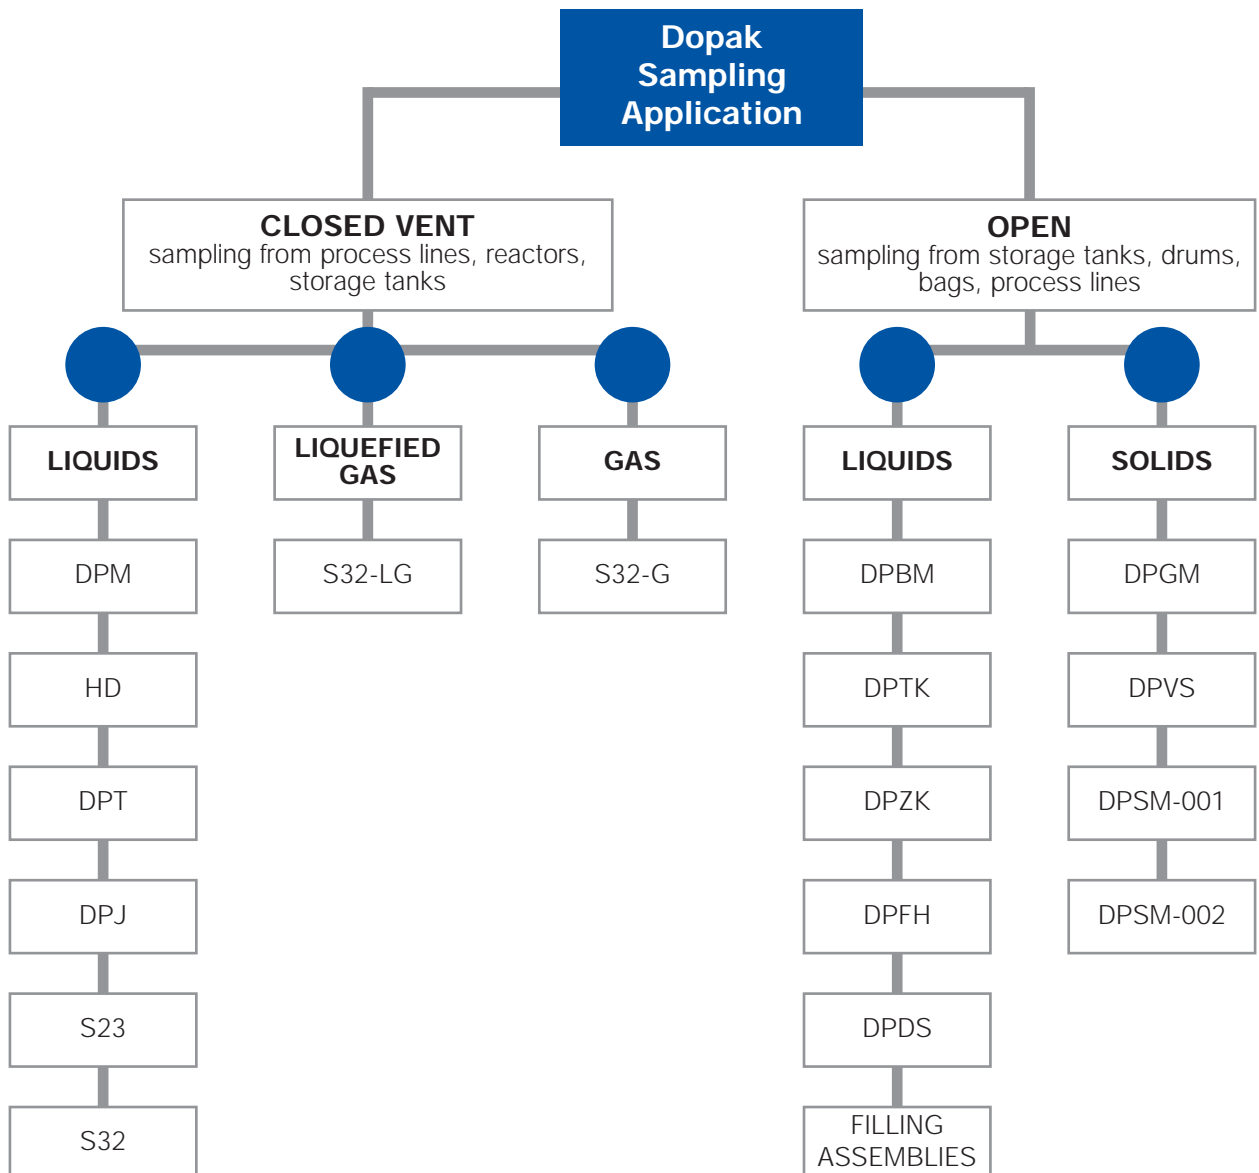 Dopak
Sampling
Application
CLOSED VENT
sampling from process lines, reactors,
storage tanks
OPEN
sampling from storage tanks, drums,
bags, process lines
LIQUIDS
DPM
HD
DPT
DPJ
S23
S32
LIQUEFIED
GAS
S32-LG
GAS
S32-G
LIQUIDS
DPBM
DPTK
DPZK
DPFH
DPDS
FILLING
ASSEMBLIES
SOLIDS
DPGM
DPVS
DPSM-001
DPSM-002